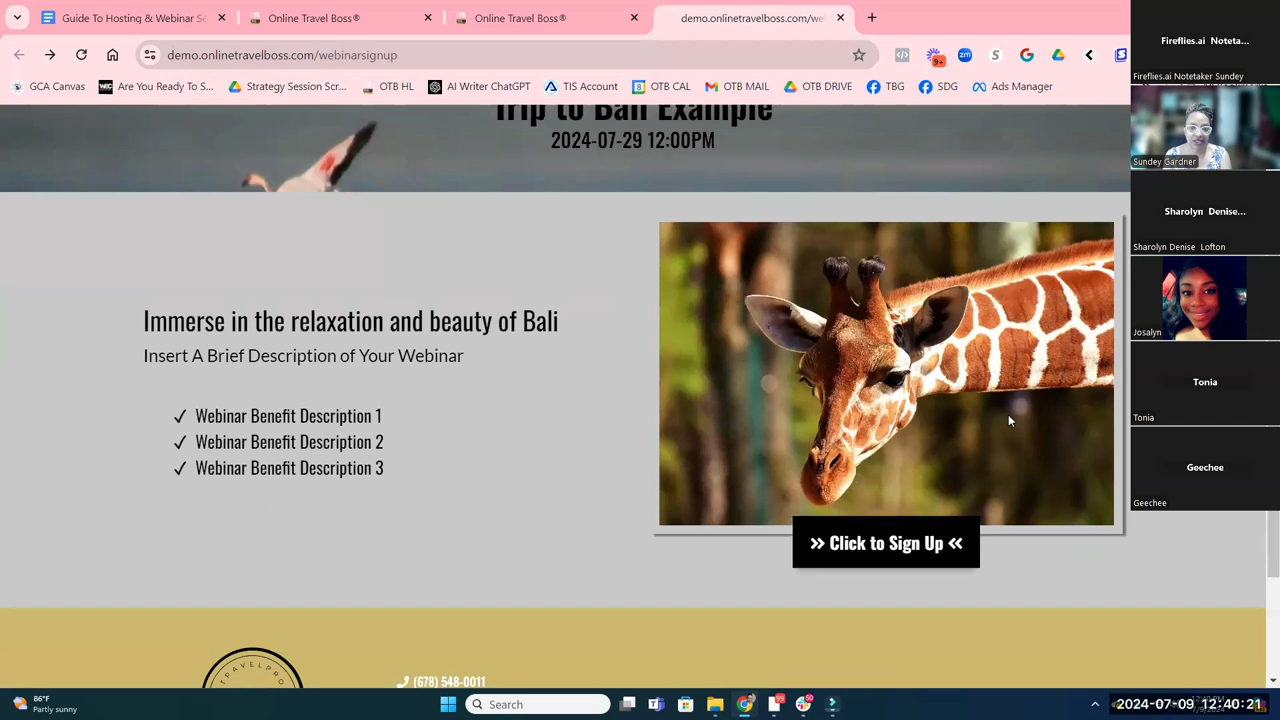 Guide To Hosting & Webinar Se
Online Travel Boss®
Online Travel Boss®
demo.onlinetravelboss.com/we
demo.onlinetravelboss.com/webinarsignup
9+
zm
GCA Canvas
Are You Ready To S...
Strategy Session Scr...
OTB HL
AI Writer ChatGPT
TIS Account
OTB CAL
OTB MAIL
OTB DRIVE
TBG
SDG
Ads Manager
Trip to Bali Example
2024-07-29 12:00PM
Immerse in the relaxation and beauty of Bali
Insert A Brief Description of Your Webinar
✓ Webinar Benefit Description 1
✓ Webinar Benefit Description 2
✓ Webinar Benefit Description 3
» Click to Sign Up «
TRAVELPRO
(678) 548-0011
Fireflies.ai Noteta...
Fireflies.ai Notetaker Sundey
Sundey Gardner
Sharolyn Denise...
Sharolyn Denise Lofton
Josalyn
Tonia
Tonia
Geechee
Geechee
86°F
Partly sunny
Search
2024-07-09 12:40:21